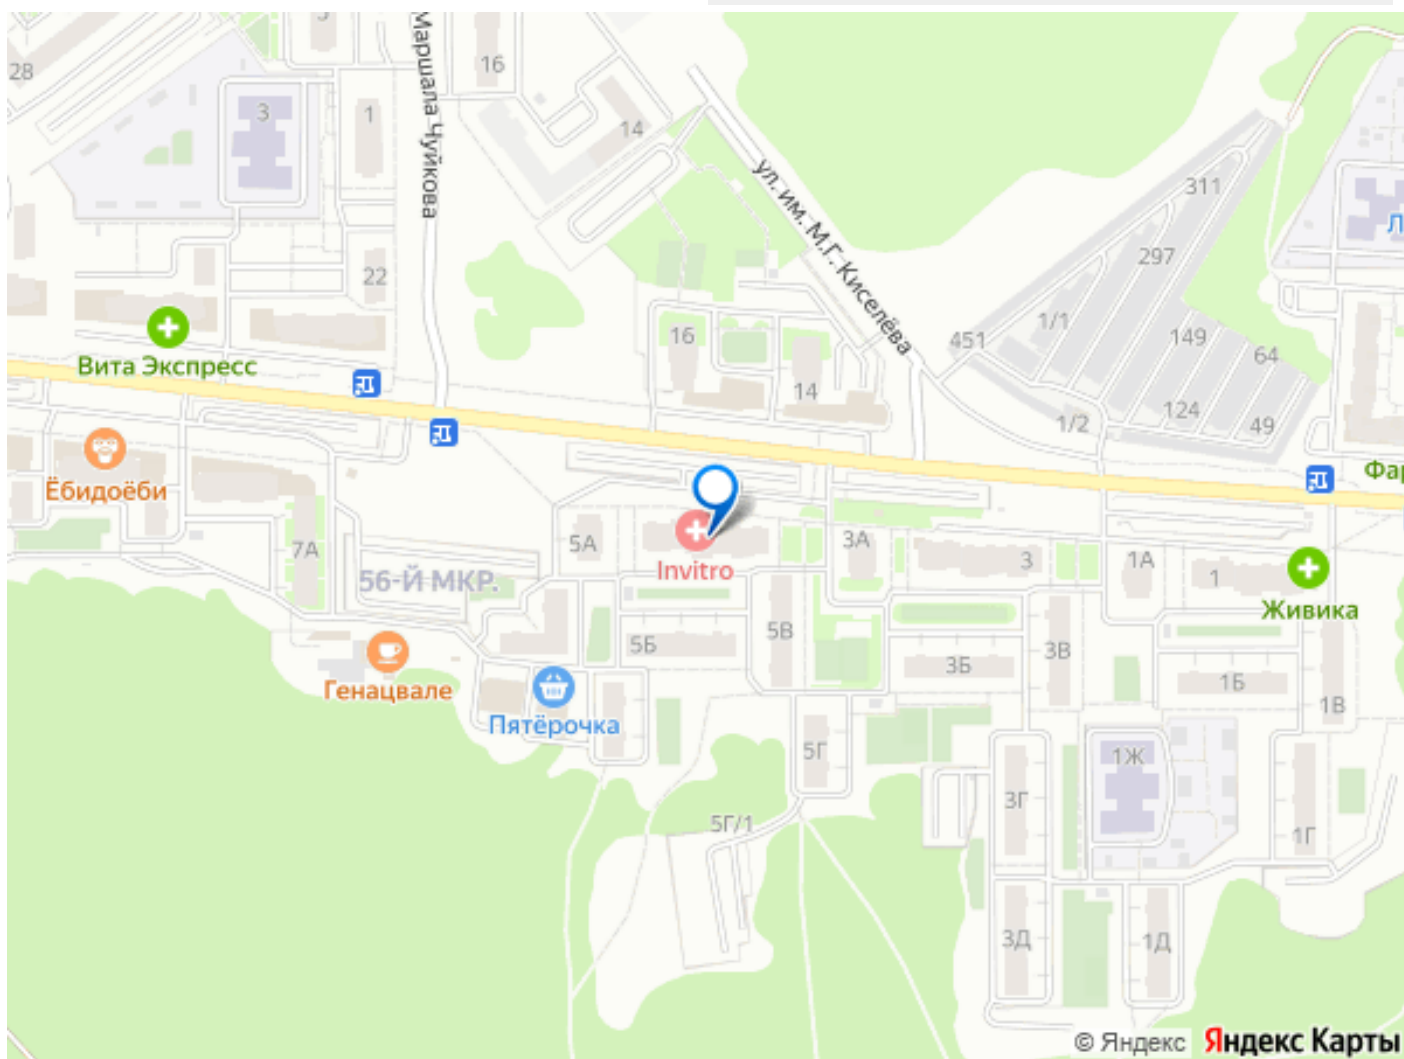 28
3
1
16
14
Маршала Чуйкова
ул. им. М.Г. Киселёва
311
297
22
1/1
149
451
64
16
14
124
49
1/2
Вита Экспресс
Ёбидоёби
7А
56-Й МКР.
5А
Invitro
3А
3
1А
1
Фар
Живика
5Б
5В
3Б
3В
1Б
1В
Генацвале
Пятёрочка
5Г
1Ж
3Г
5Г/1
1Г
3Д
1Д
© Яндекс Яндекс Карты